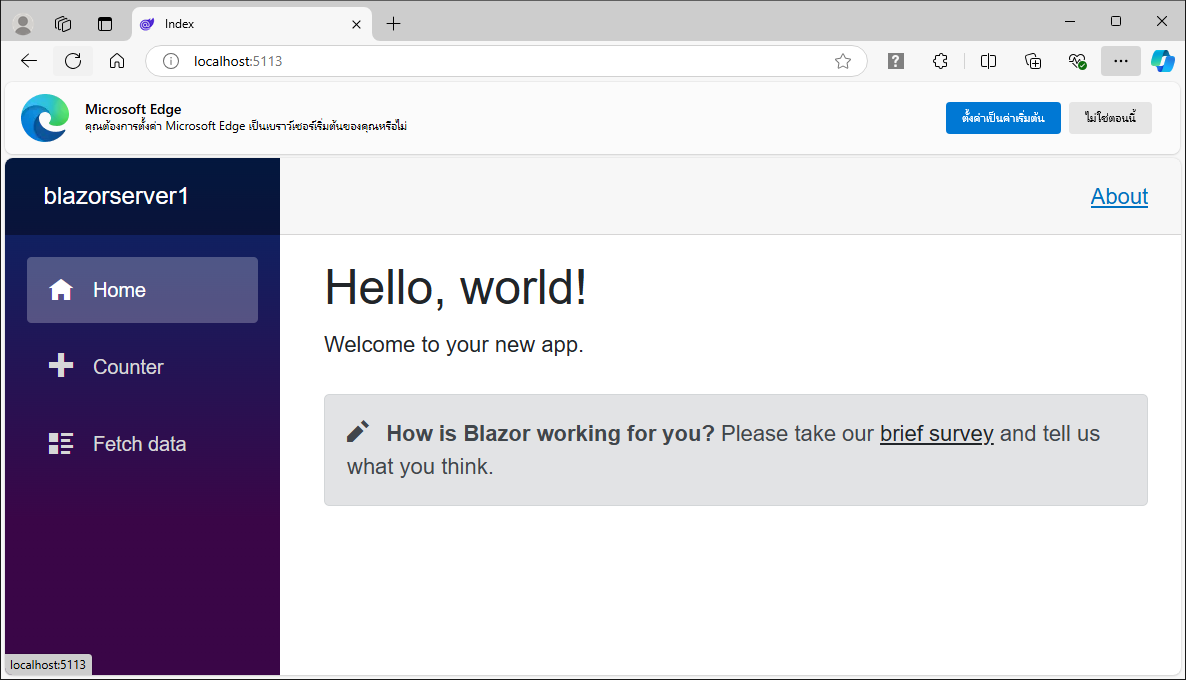 Index
localhost:5113
Microsoft Edge
คุณต้องการตั้งค่า Microsoft Edge เป็นเบราว์เซอร์เริ่มต้นของคุณหรือไม่
ตั้งค่าเป็นค่าเริ่มต้น
ไม่ใช่ตอนนี้
blazorserver1
About
Home
Counter
Fetch data
Hello, world!
Welcome to your new app.
How is Blazor working for you? Please take our brief survey and tell us
what you think.
localhost:5113